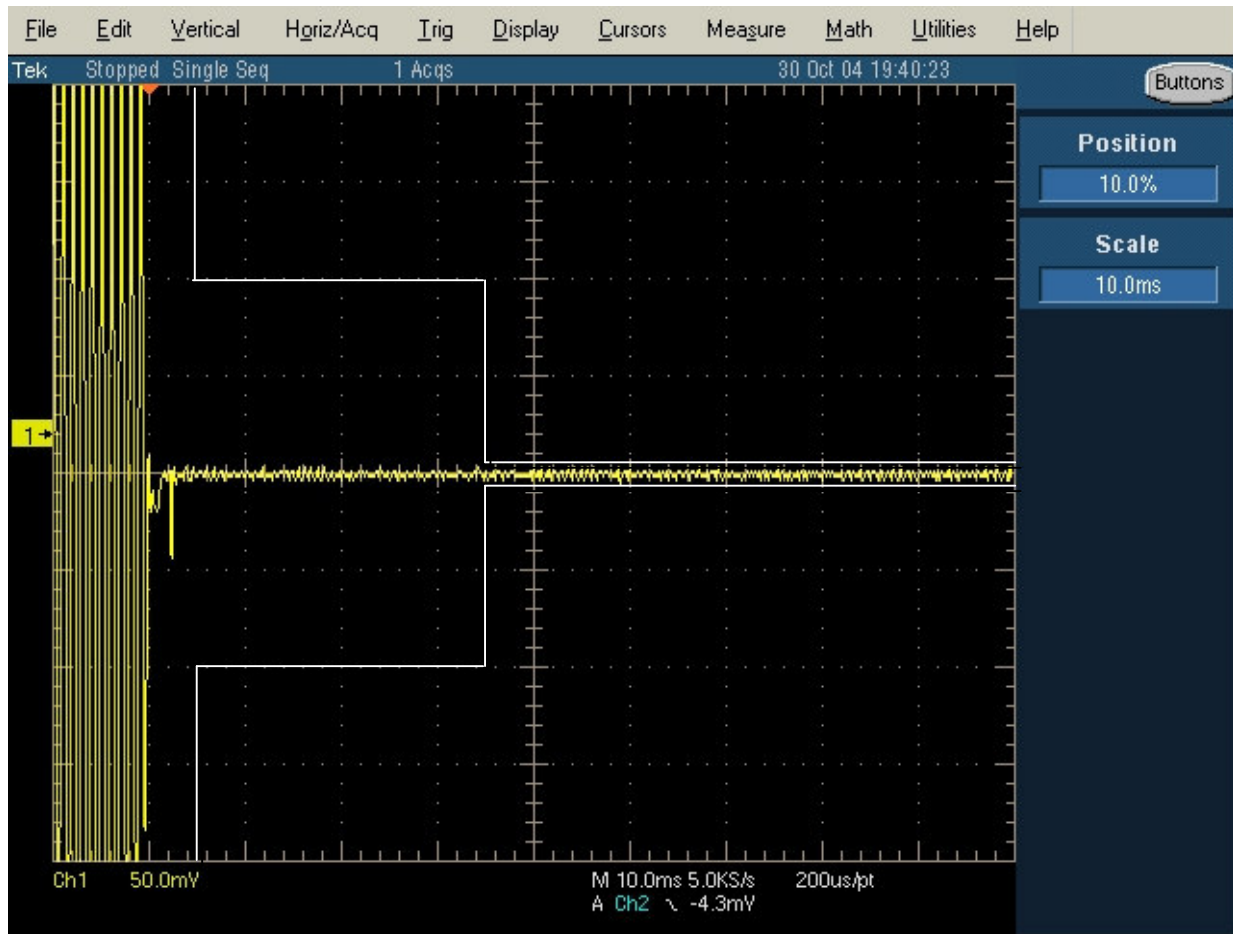 File Edit Vertical Horiz/Acq Trig Display Cursors Measure Math Utilities Help
Tek Stopped Single Seq 1 Acqs 30 Oct 04 19:40:23
Buttons
Position
10.0%
Scale
10.0ms
1
Ch1 50.0mV M 10.0ms 5.0KS/s 200us/pt
A Ch2 -4.3mV